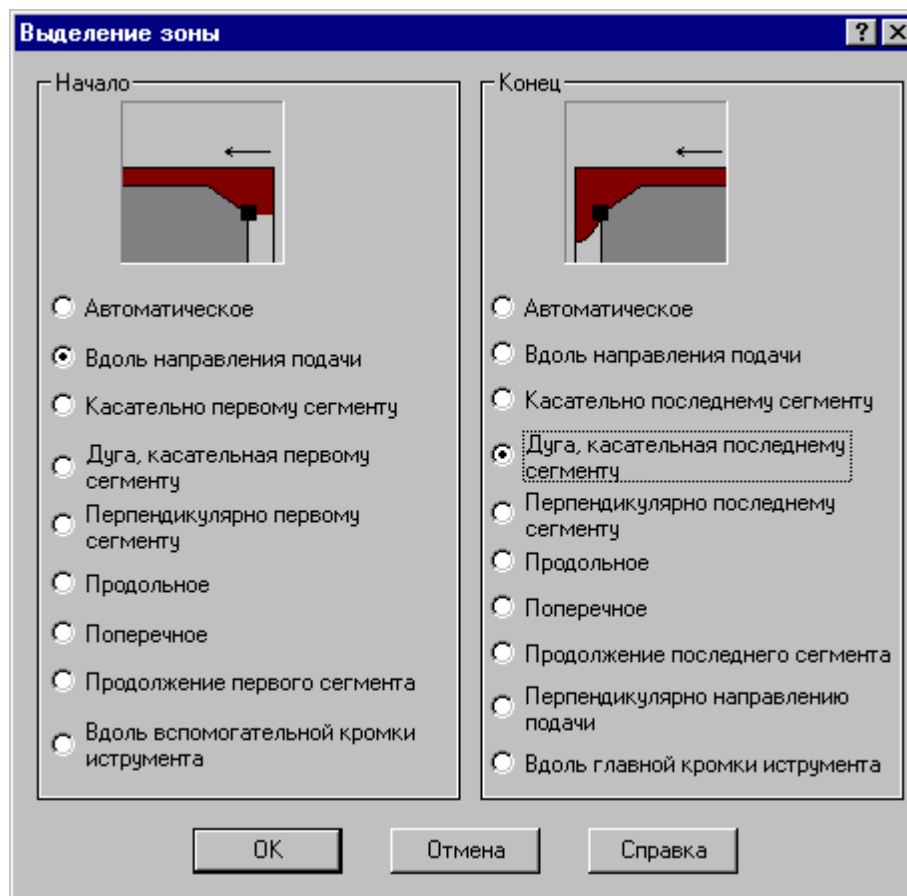 Выделение зоны
Начало
Автоматическое
Вдоль направления подачи
Касательно первому сегменту
Дуга, касательная первому
сегменту
Перпендикулярно первому
сегменту
Продольное
Поперечное
Продолжение первого сегмента
Вдоль вспомогательной кромки
иструмента
Конец
Автоматическое
Вдоль направления подачи
Касательно последнему сегменту
Дуга, касательная последнему
сегменту
Перпендикулярно последнему
сегменту
Продольное
Поперечное
Продолжение последнего сегмента
Перпендикулярно направлению
подачи
Вдоль главной кромки иструмента
OK
Отмена
Справка